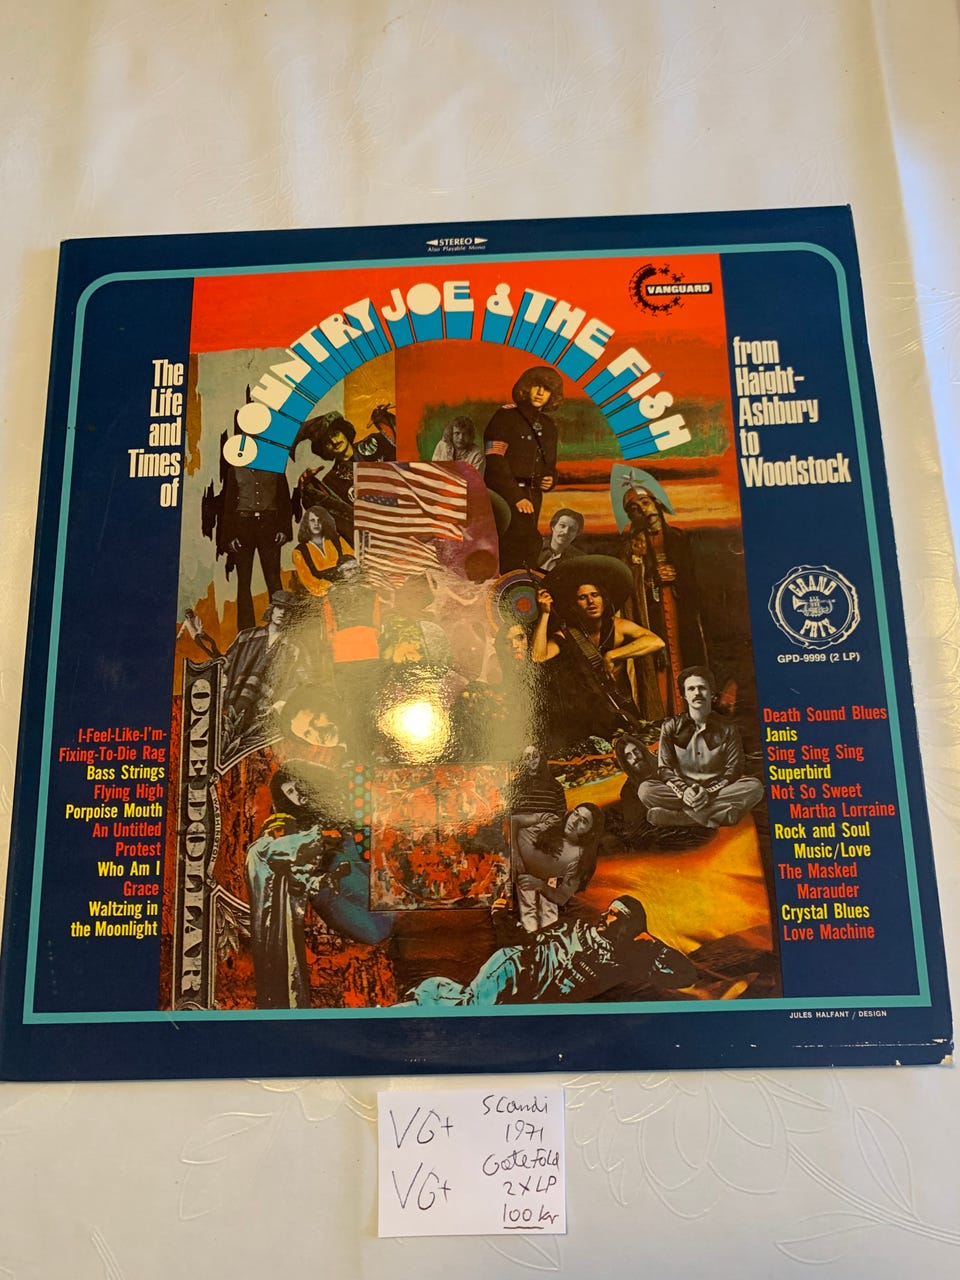 STEREO
Also Playable Mono
VANGUARD
COUNTRY JOE & THE FISH
The
Life
and
Times
of
from
Haight-
Ashbury
to
Woodstock
GRAND
PRIX
GPD-9999 (2 LP)
ONE DOLLAR
WASHINGTON
I-Feel-Like-I'm-
Fixing-To-Die Rag
Bass Strings
Flying High
Porpoise Mouth
An Untitled
Protest
Who Am I
Grace
Waltzing in
the Moonlight
Death Sound Blues
Janis
Sing Sing Sing
Superbird
Not So Sweet
Martha Lorraine
Rock and Soul
Music/Love
The Masked
Marauder
Crystal Blues
Love Machine
JULES HALFANT / DESIGN
VG+
VG+
Scandi
1971
Gatefold
2XLP
100 kr